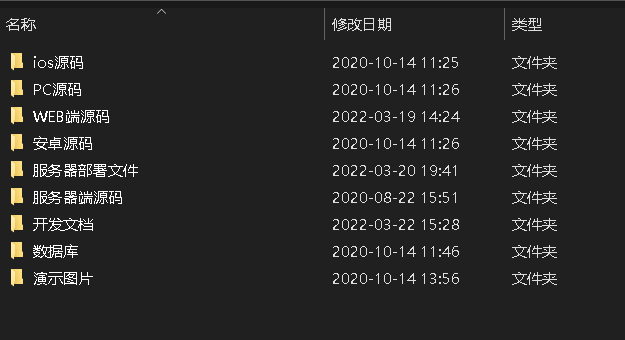 名称 修改日期 类型
ios源码 2020-10-14 11:25 文件夹
PC源码 2020-10-14 11:26 文件夹
WEB端源码 2022-03-19 14:24 文件夹
安卓源码 2020-10-14 11:26 文件夹
服务器部署文件 2022-03-20 19:41 文件夹
服务器端源码 2020-08-22 15:51 文件夹
开发文档 2022-03-22 15:28 文件夹
数据库 2020-10-14 11:46 文件夹
演示图片 2020-10-14 13:56 文件夹